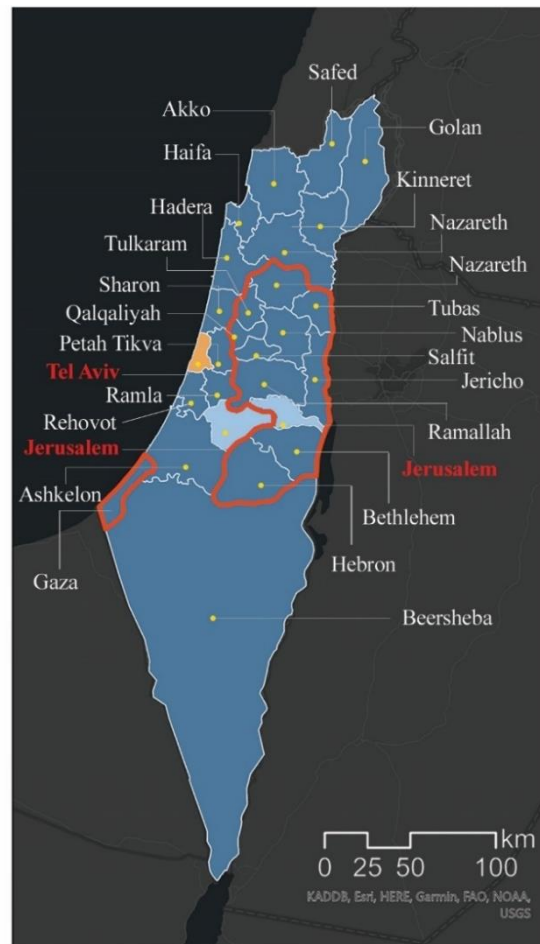 Safed
Akko
Golan
Haifa
Kinneret
Hadera
Nazareth
Tulkaram
Nazareth
Sharon
Tubas
Qalqaliyah
Nablus
Petah Tikva
Salfit
Tel Aviv
Jericho
Ramla
Rehovot
Ramallah
Jerusalem
Jerusalem
Ashkelon
Bethlehem
Hebron
Gaza
Beersheba
km
0 25 50 100
KADDB, Esri, HERE, Garmin, FAO, NOAA,
USGS